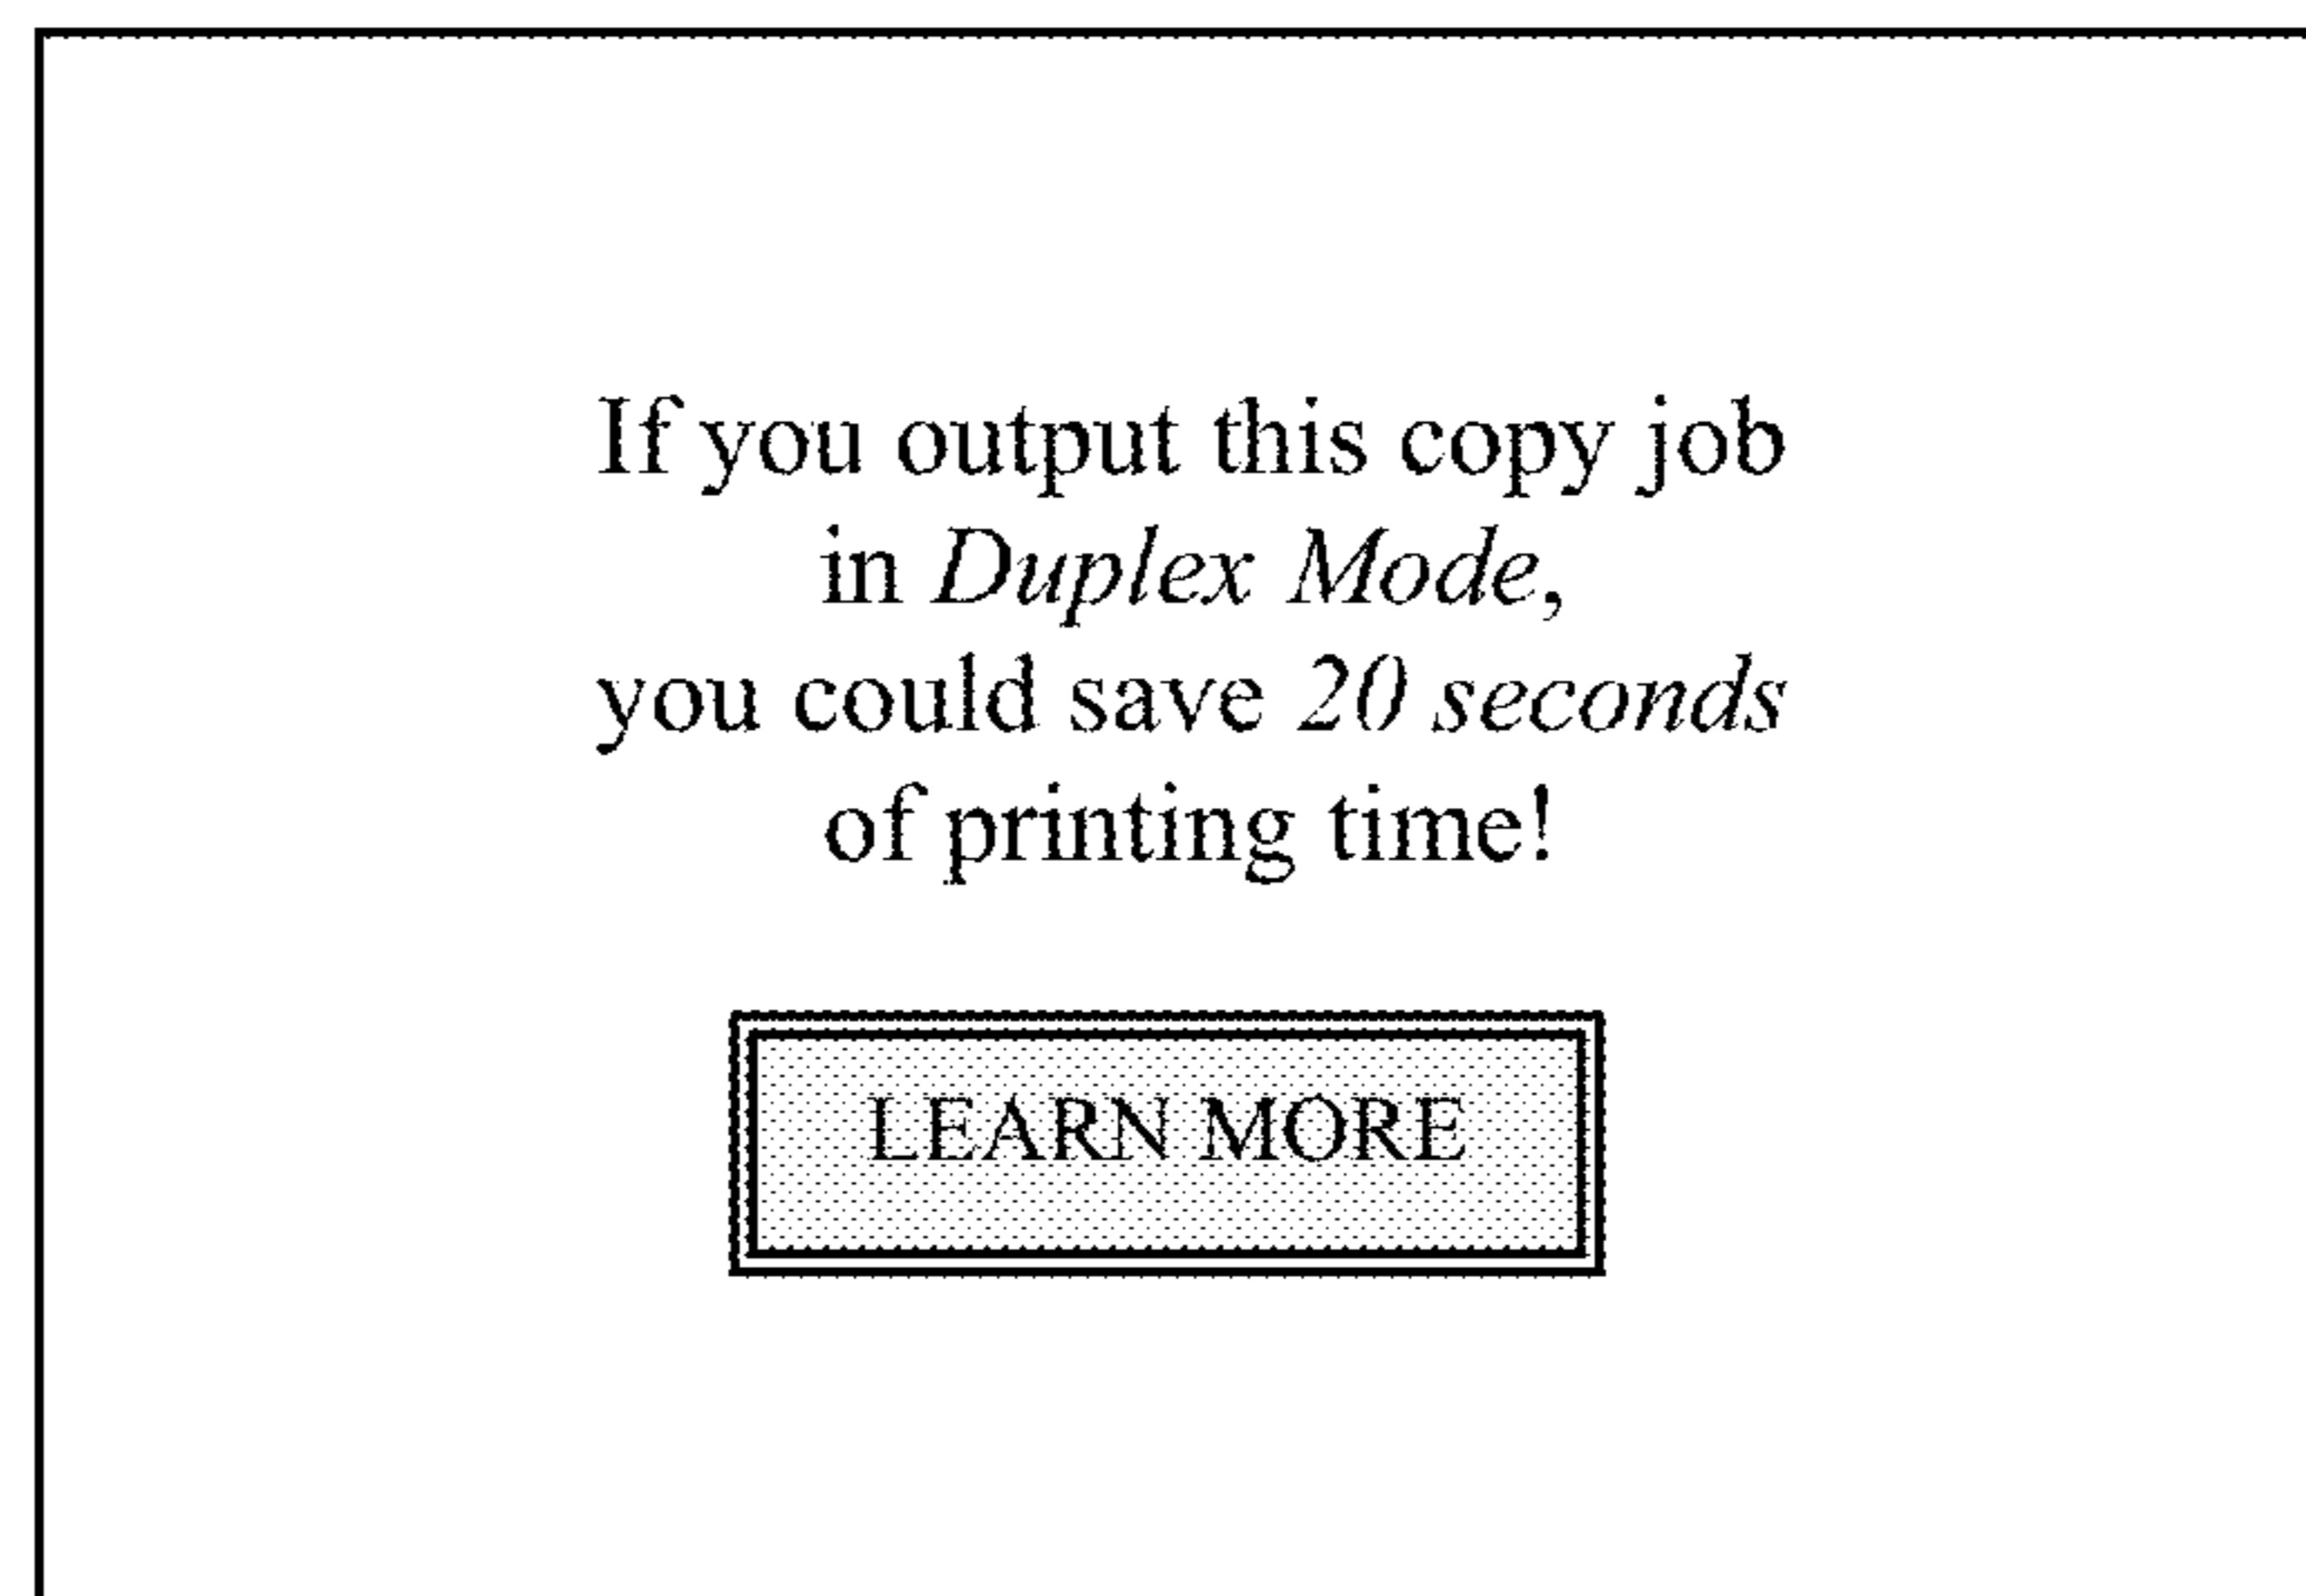 If you output this copy job
in Duplex Mode,
you could save 20 seconds
of printing time!
LEARN MORE